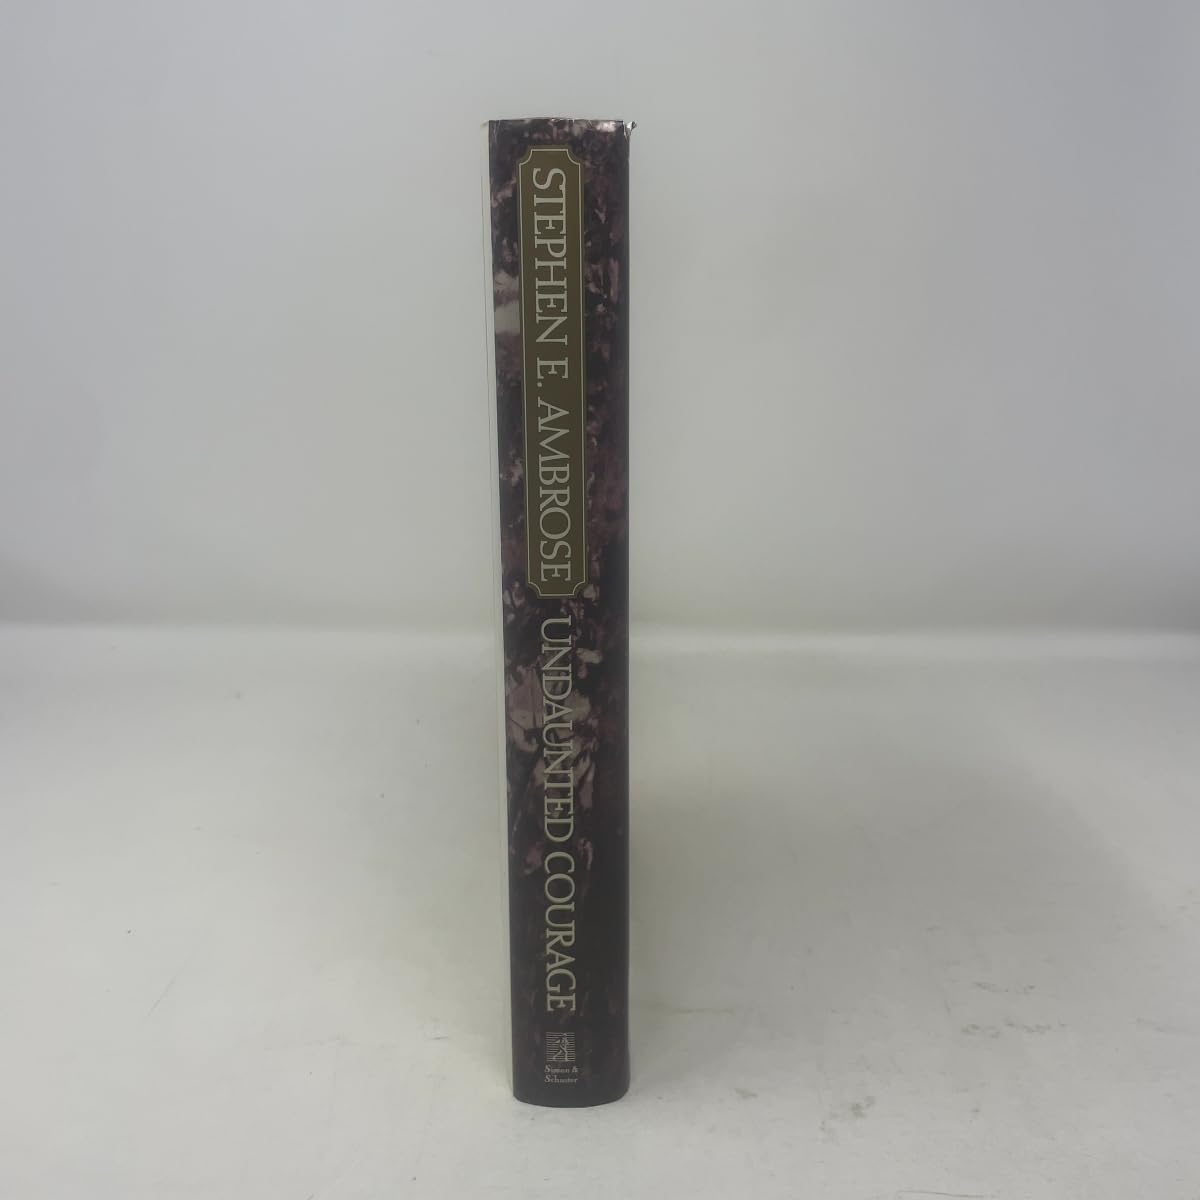 STEPHEN E. AMBROSE
UNDAUNTED COURAGE
Simon &
Schuster